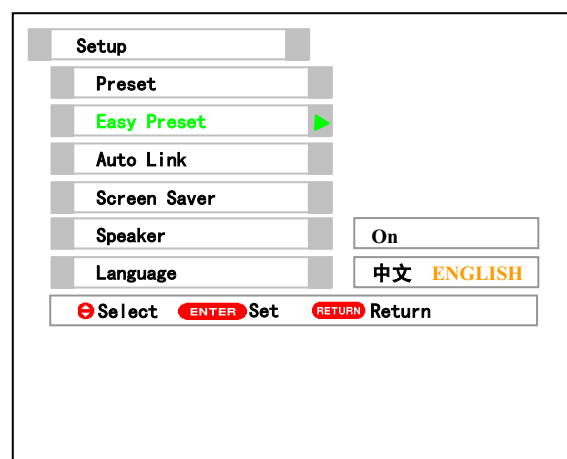 Setup
Preset
Easy Preset
Auto Link
Screen Saver
Speaker On
Language 中文 ENGLISH
Select ENTER Set RETURN Return